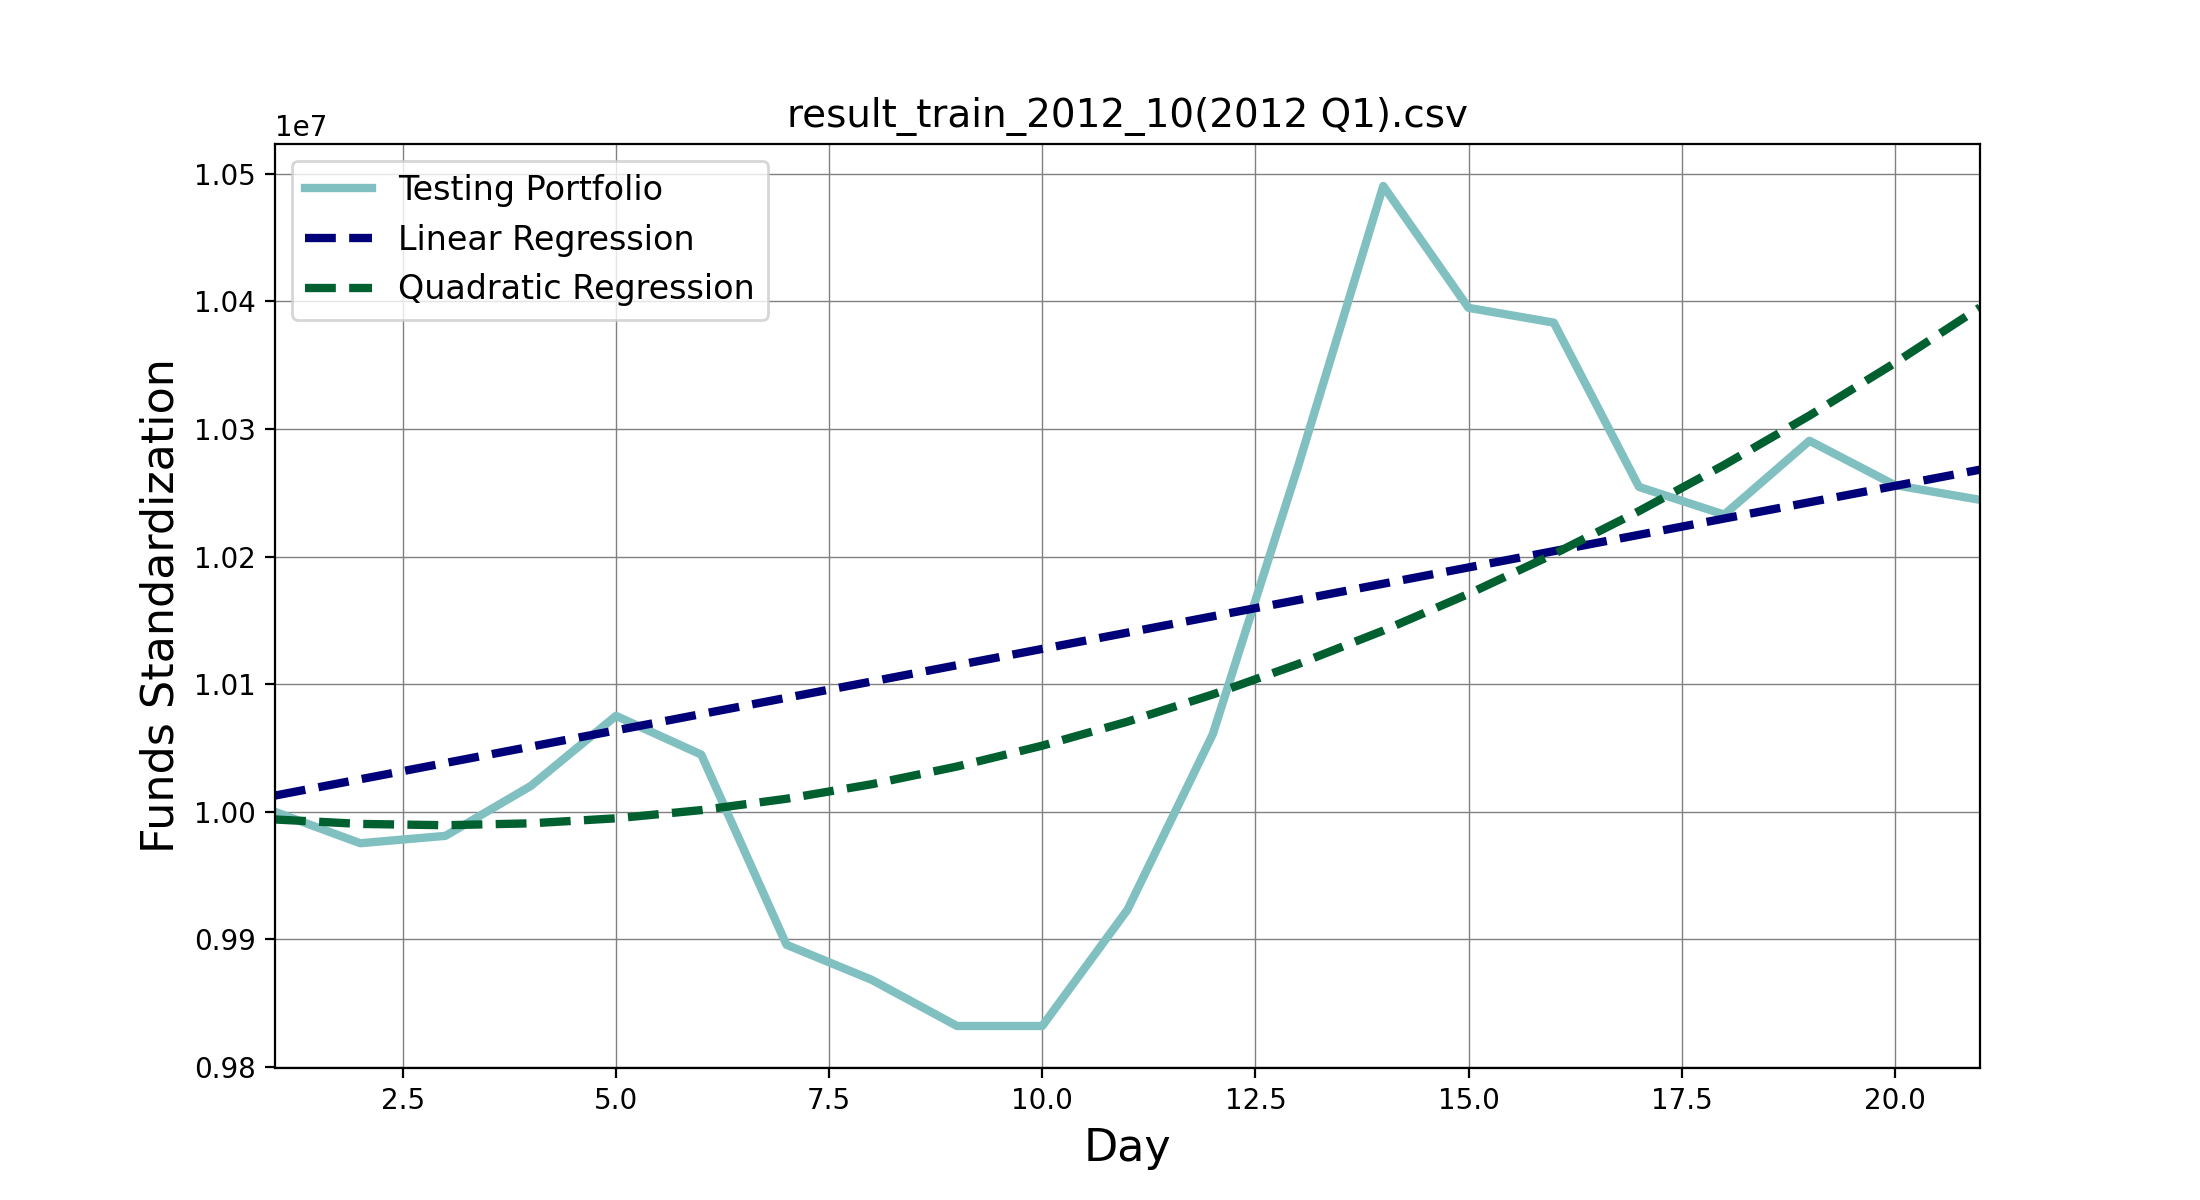 result_train_2012_10(2012 Q1).csv
1e7
1.05
1.04
1.03
1.02
1.01
1.00
0.99
0.98
Funds Standardization
Testing Portfolio
Linear Regression
Quadratic Regression
2.5 5.0 7.5 10.0 12.5 15.0 17.5 20.0
Day